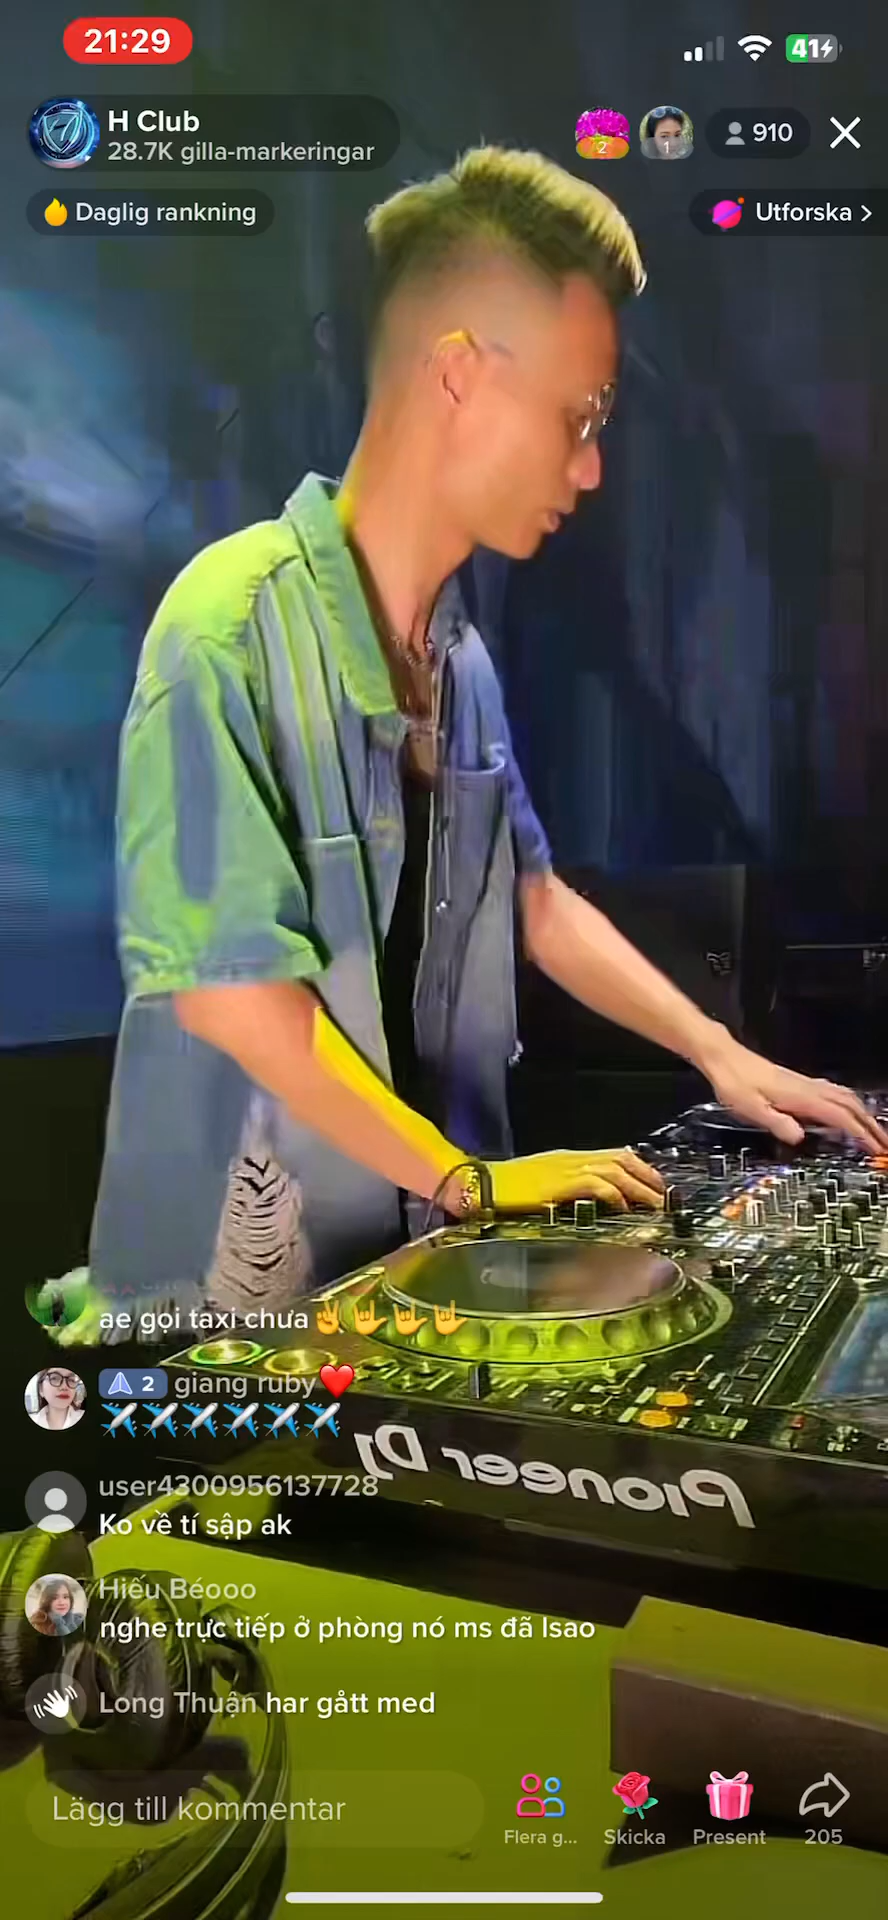 21:29
41
H Club
28.7K gilla-markeringar
2
1
910
Daglig rankning
Utforska
ae gọi taxi chưa✌️🤟🤟🤟
2 giang ruby❤️
✈️✈️✈️✈️✈️✈️
user4300956137728
Ko về tí sập ak
Hiếu Béooo
nghe trực tiếp ở phòng nó ms đã lsao
Long Thuận har gått med
Lägg till kommentar
Flera g...
Skicka
Present
205
Pioneer Dj